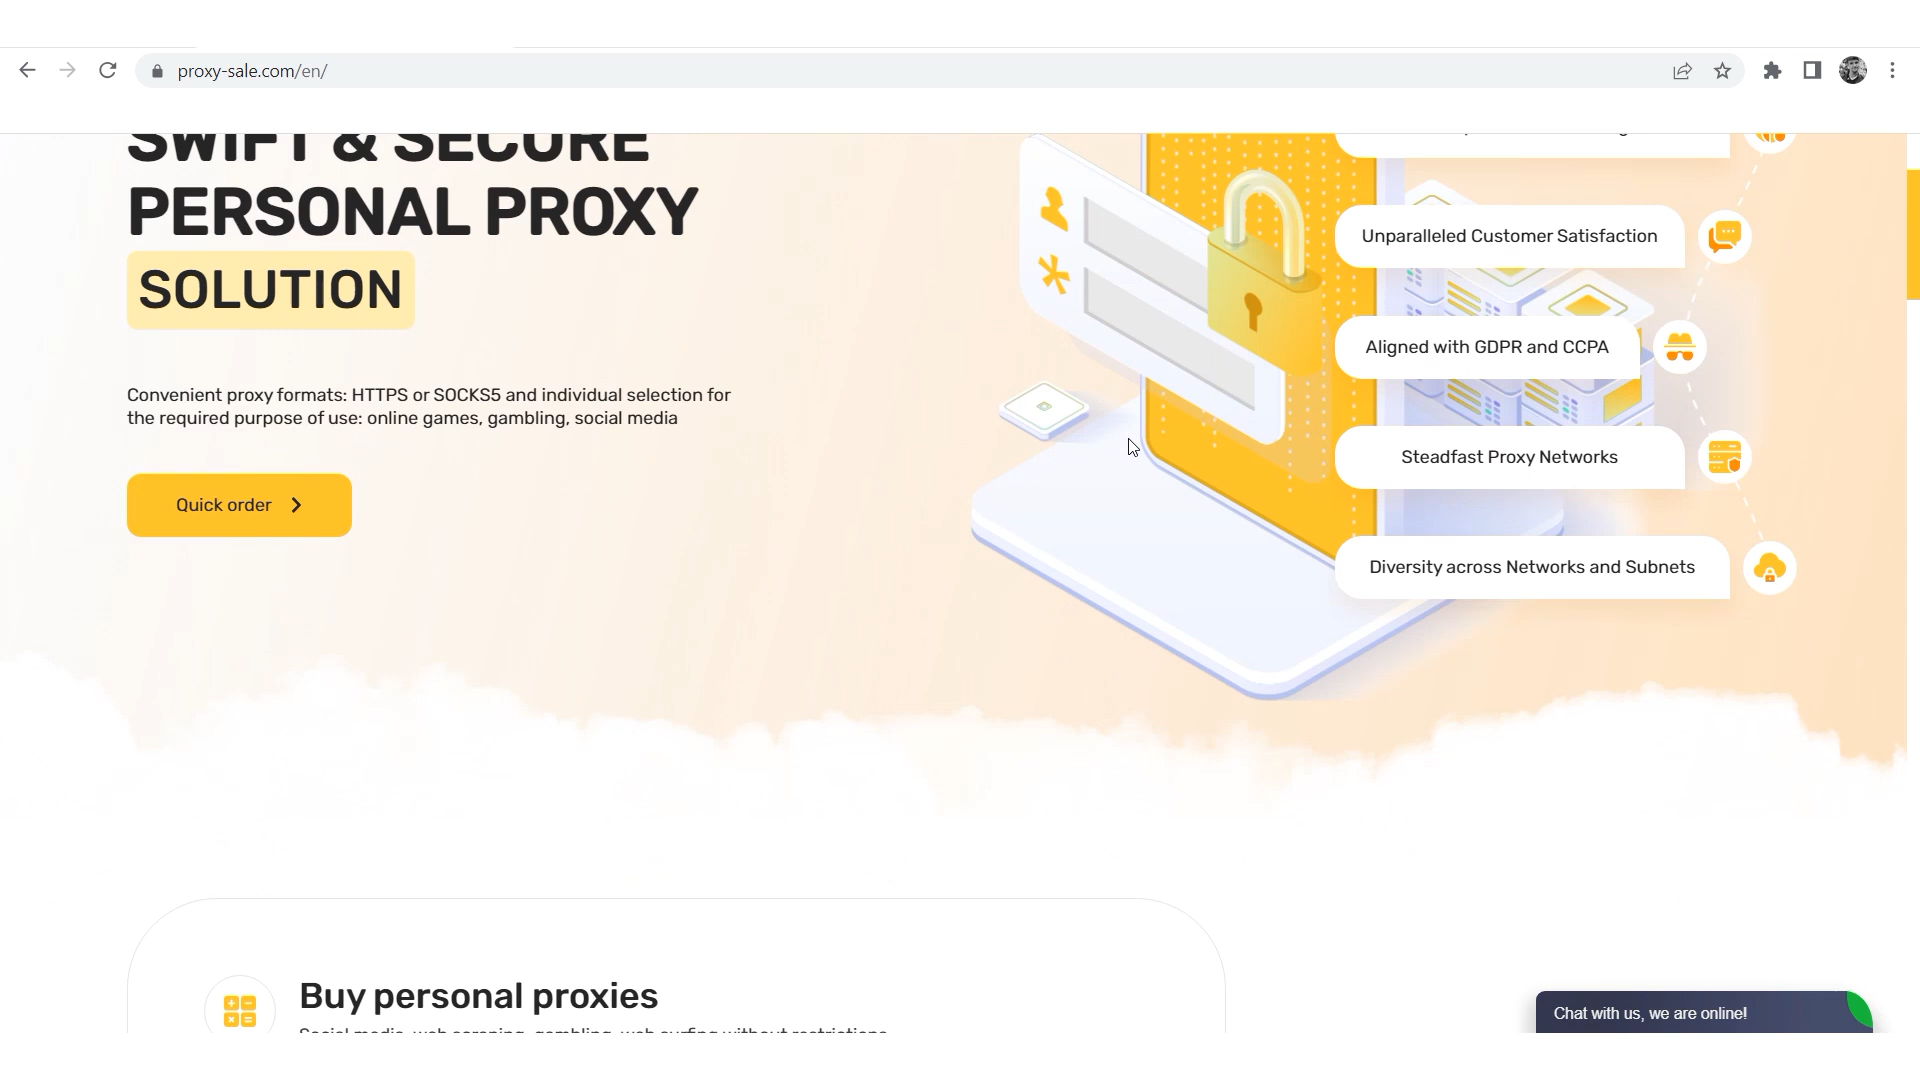 proxy-sale.com/en/
SWIFT & SECURE
PERSONAL PROXY
SOLUTION
Convenient proxy formats: HTTPS or SOCKS5 and individual selection for
the required purpose of use: online games, gambling, social media
Quick order
Unparalleled Customer Satisfaction
Aligned with GDPR and CCPA
Steadfast Proxy Networks
Diversity across Networks and Subnets
Buy personal proxies
Social media, web scraping, gambling, web surfing without restrictions
Chat with us, we are online!